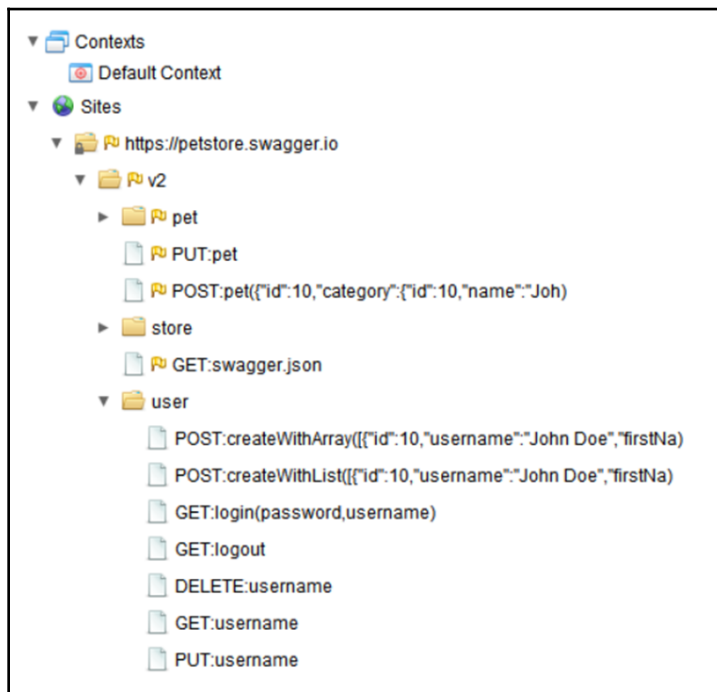 Contexts
Default Context
Sites
https://petstore.swagger.io
v2
pet
PUT:pet
POST:pet({"id":10,"category":{"id":10,"name":"Joh)
store
GET:swagger.json
user
POST:createWithArray([{"id":10,"username":"John Doe","firstNa)
POST:createWithList([{"id":10,"username":"John Doe","firstNa)
GET:login(password,username)
GET:logout
DELETE:username
GET:username
PUT:username